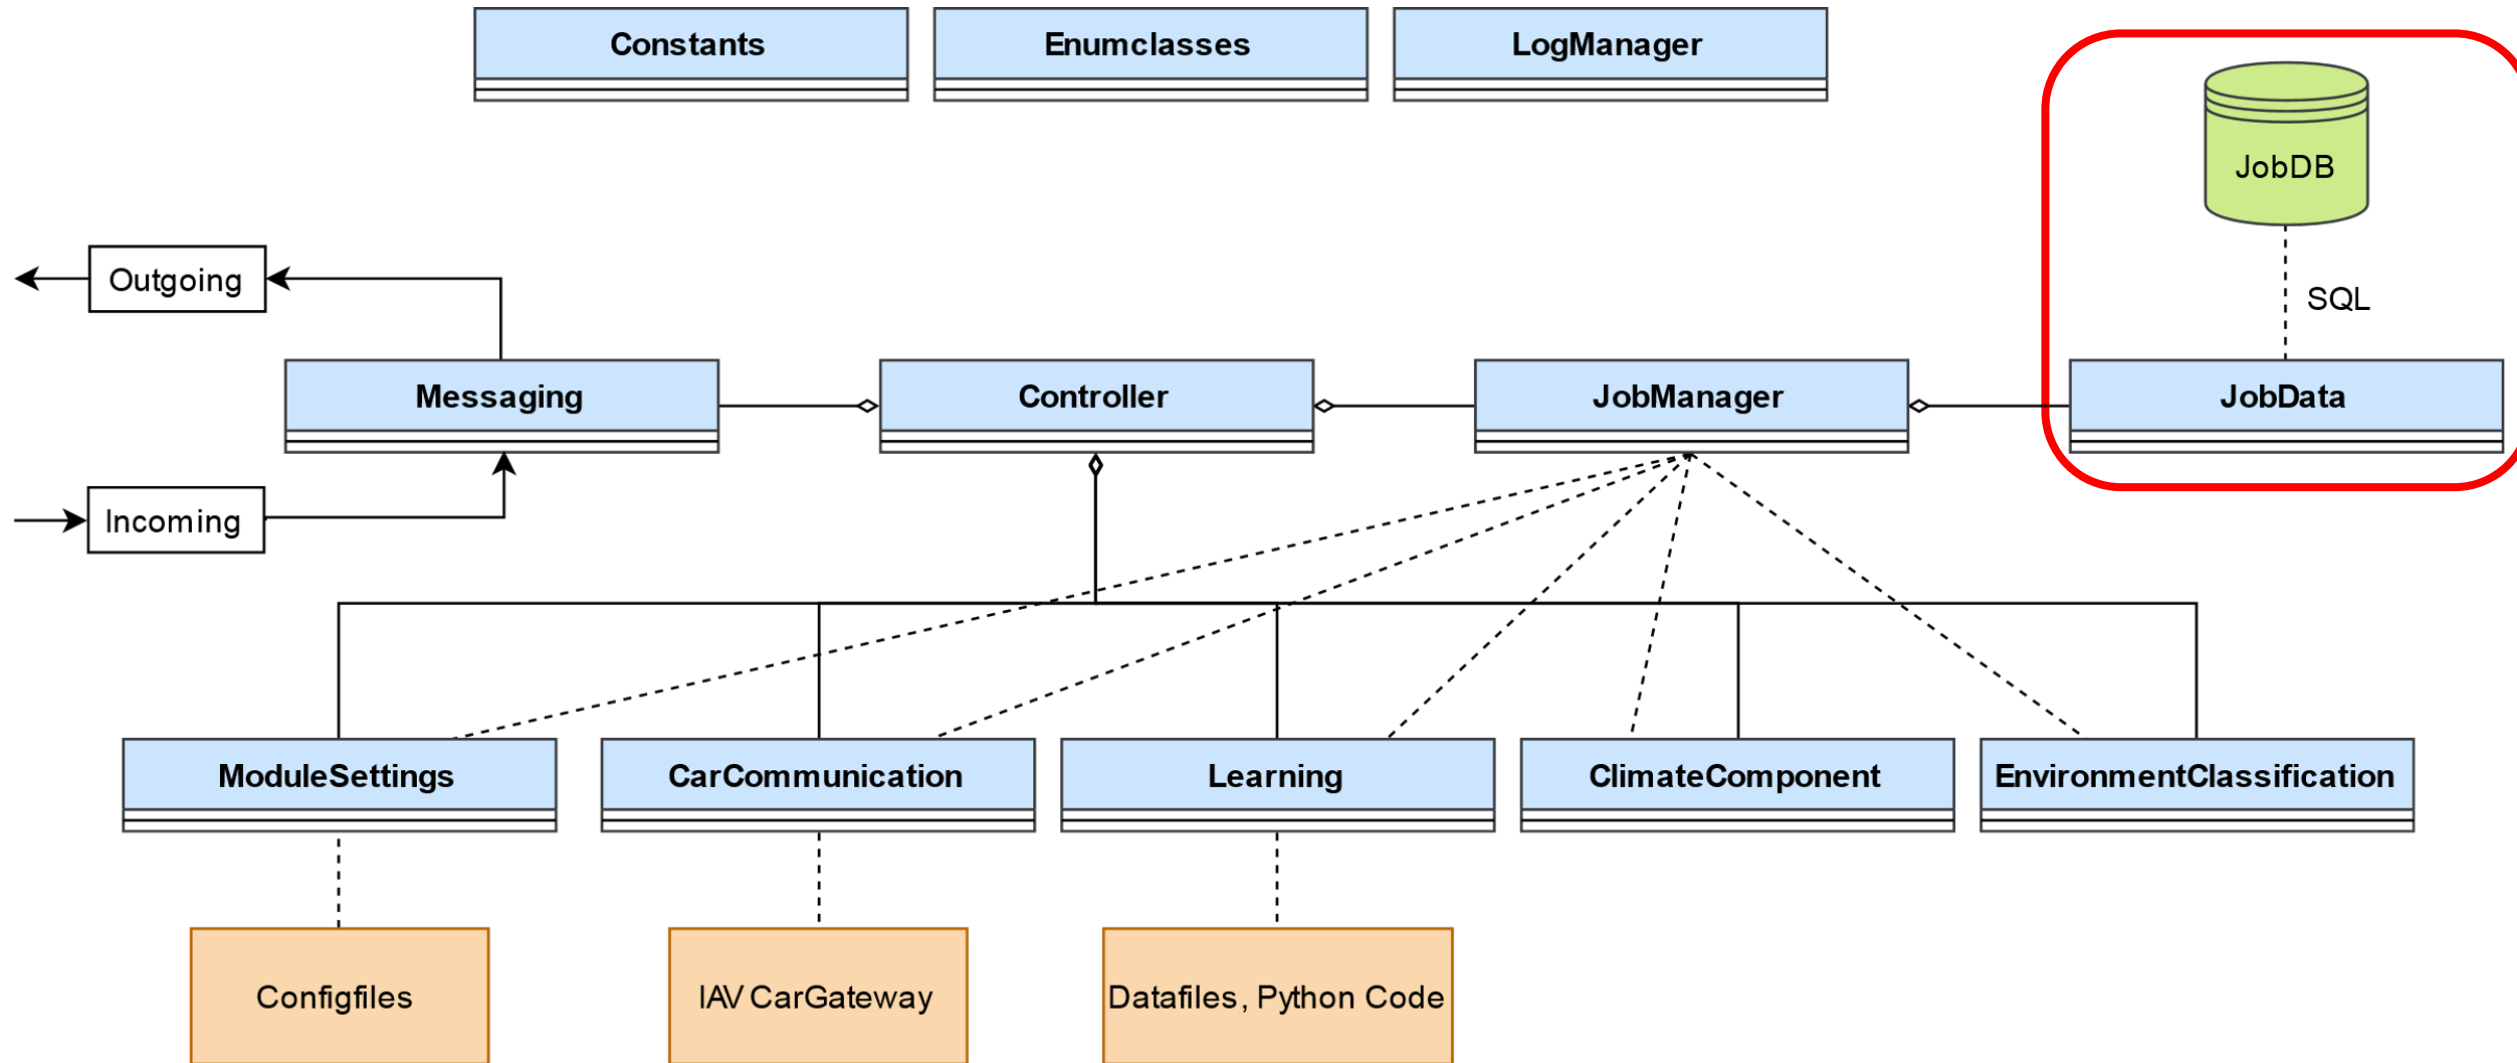 Constants
Enumclasses
LogManager
JobDB
SQL
Outgoing
Messaging
Controller
JobManager
JobData
Incoming
ModuleSettings
CarCommunication
Learning
ClimateComponent
EnvironmentClassification
Configfiles
IAV CarGateway
Datafiles, Python Code